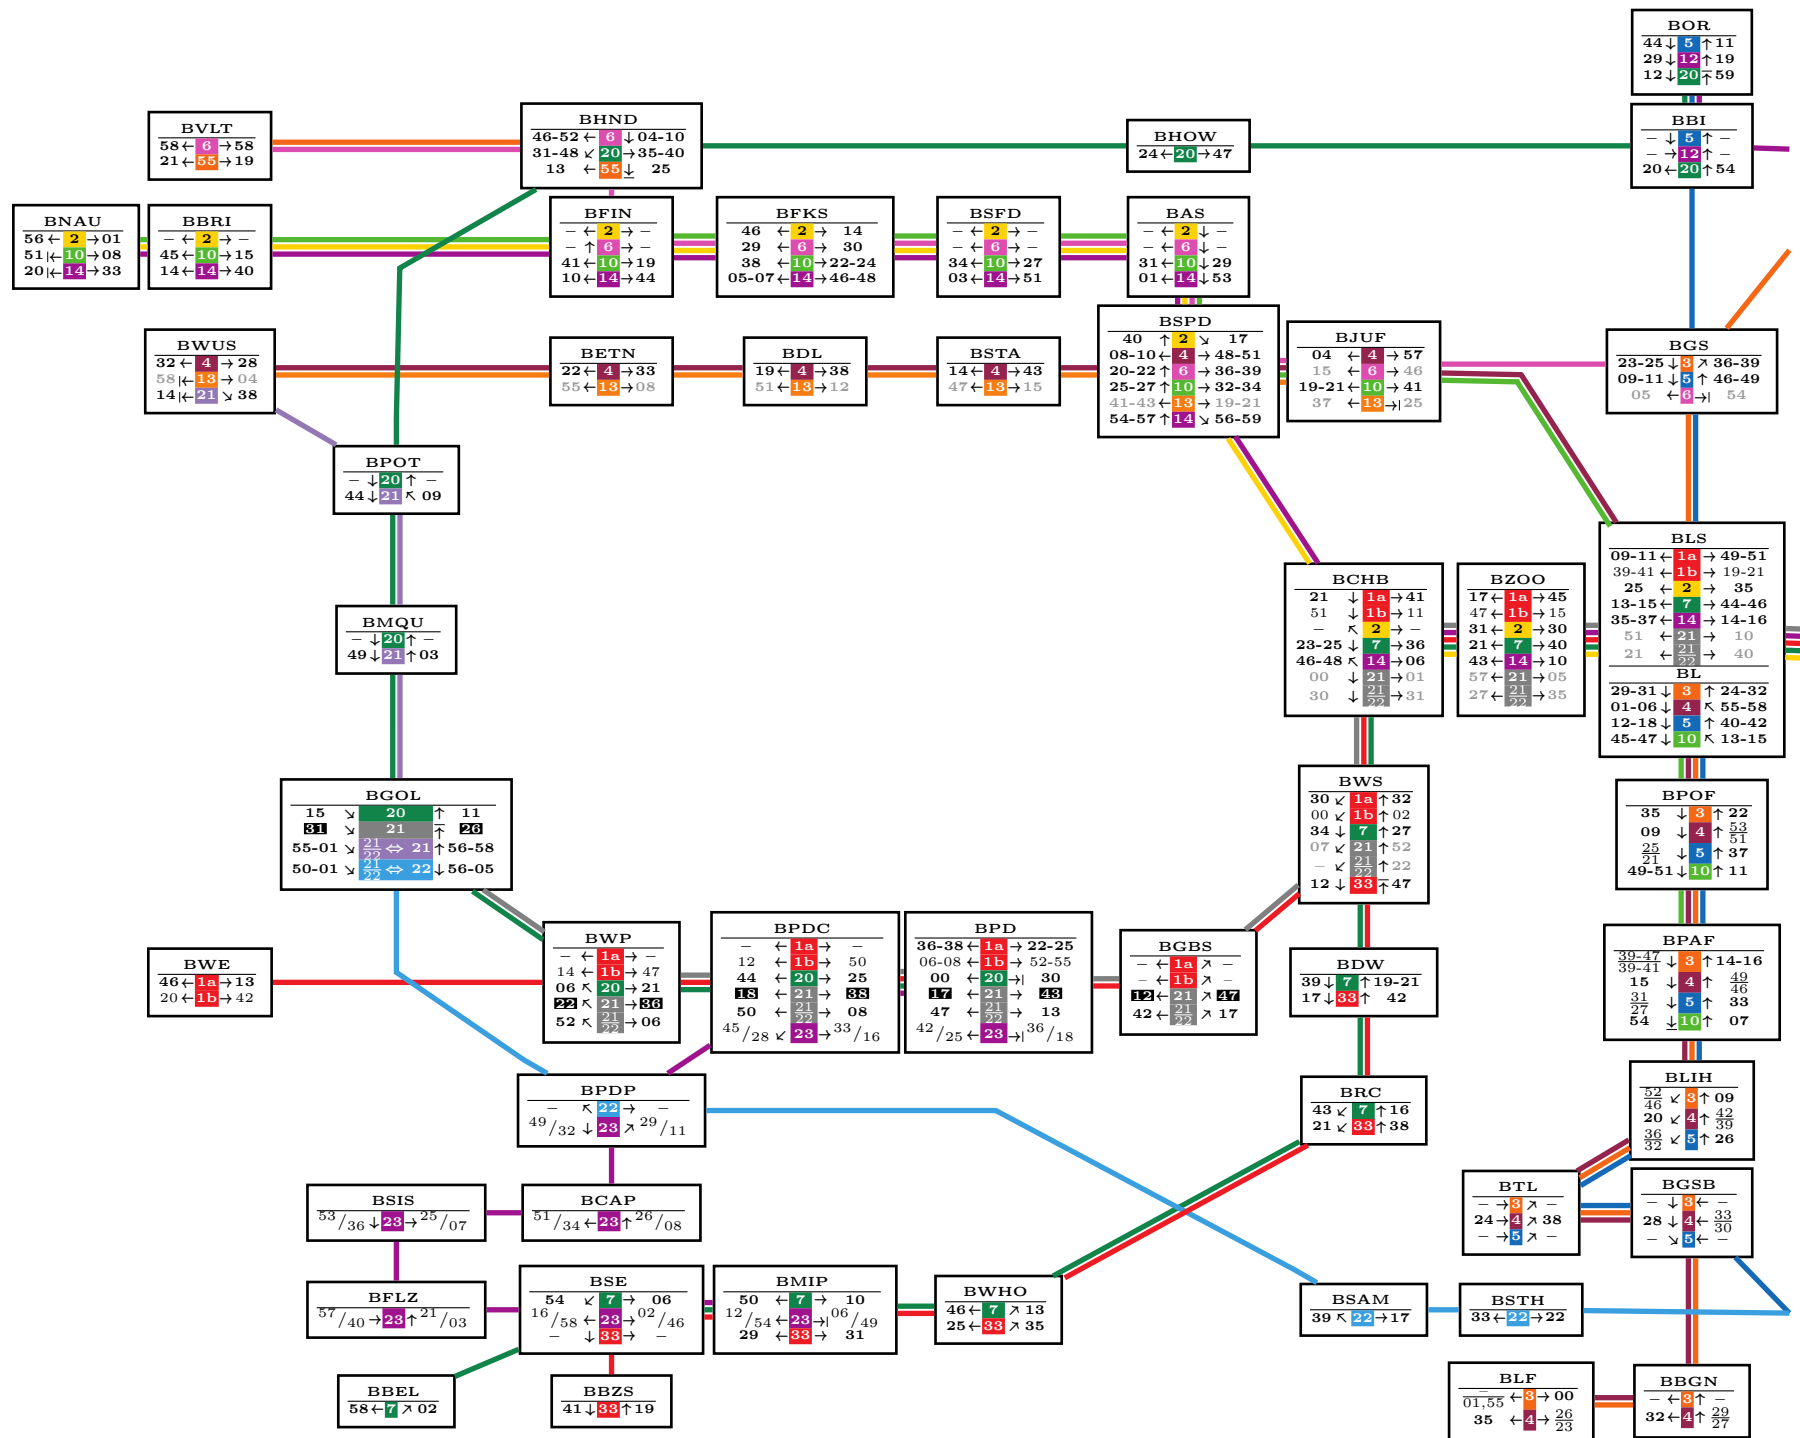 BOR
44 ↓ 5 ↑ 11
29 ↓ 12 ↑ 19
12 ↓ 20 ↑ 59
BVLT
58 ← 6 → 58
21 ← 55 → 19
BHND
46-52 ← 6 ↓ 04-10
31-48 ↙ 20 → 35-40
13 ← 55 ↓ 25
BHOW
24 ← 20 → 47
BBI
– ↓ 5 ↑ –
– → 12 ↑ –
20 ← 20 ↑ 54
BNAU
56 ← 2 → 01
51 |← 10 → 08
20 |← 14 → 33
BBRI
– ← 2 → –
45 ← 10 → 15
14 ← 14 → 40
BFIN
– ← 2 → –
– ↑ 6 → –
41 ← 10 → 19
10 ← 14 → 44
BFKS
46 ← 2 → 14
29 ← 6 → 30
38 ← 10 → 22-24
05-07 ← 14 → 46-48
BSFD
– ← 2 → –
– ← 6 → –
34 ← 10 → 27
03 ← 14 → 51
BAS
– ← 2 ↓ –
– ← 6 ↓ –
31 ← 10 ↓ 29
01 ← 14 ↓ 53
BWUS
32 ← 4 → 28
58 |← 13 → 04
14 |← 21 ↘ 38
BETN
22 ← 4 → 33
55 ← 13 → 08
BDL
19 ← 4 → 38
51 ← 13 → 12
BSTA
14 ← 4 → 43
47 ← 13 → 15
BSPD
40 ↑ 2 ↘ 17
08-10 ← 4 → 48-51
20-22 ↑ 6 → 36-39
25-27 ↑ 10 → 32-34
41-43 ← 13 → 19-21
54-57 ↑ 14 ↘ 56-59
BJUF
04 ← 4 → 57
15 ← 6 → 46
19-21 ← 10 → 41
37 ← 13 →| 25
BGS
23-25 ↓ 3 ↗ 36-39
09-11 ↓ 5 ↑ 46-49
05 ← 6 →| 54
BPOT
– ↓ 20 ↑ –
44 ↓ 21 ↖ 09
BMQU
– ↓ 20 ↑ –
49 ↓ 21 ↑ 03
BCHB
21 ↓ 1a → 41
51 ↓ 1b → 11
– ↖ 2 → –
23-25 ↓ 7 → 36
46-48 ↖ 14 → 06
00 ↓ 21 → 01
30 ↓ 21/22 → 31
BZOO
17 ← 1a → 45
47 ← 1b → 15
31 ← 2 → 30
21 ← 7 → 40
43 ← 14 → 10
57 ← 21 → 05
27 ← 21/22 → 35
BLS
09-11 ← 1a → 49-51
39-41 ← 1b → 19-21
25 ← 2 → 35
13-15 ← 7 → 44-46
35-37 ← 14 → 14-16
51 ← 21 → 10
21 ← 21/22 → 40
BL
29-31 ↓ 3 ↑ 24-32
01-06 ↓ 4 ↖ 55-58
12-18 ↓ 5 ↑ 40-42
45-47 ↓ 10 ↖ 13-15
BGOL
15 ↘ 20 ↑ 11
31 ↘ 21 ↑ 26
55-01 ↘ 21/22 ⇔ 21 ↑ 56-58
50-01 ↘ 21/22 ⇔ 22 ↓ 56-05
BWS
30 ↙ 1a ↑ 32
00 ↙ 1b ↑ 02
34 ↓ 7 ↑ 27
07 ↙ 21 ↑ 52
– ↙ 21/22 ↑ 22
12 ↓ 33 ↑ 47
BPOF
35 ↓ 3 ↑ 22
09 ↓ 4 ↑ 53/51
25/21 ↓ 5 ↑ 37
49-51 ↓ 10 ↑ 11
BWE
46 ← 1a → 13
20 ← 1b → 42
BWP
– ← 1a → –
14 ← 1b → 47
06 ↖ 20 → 21
22 ↖ 21 → 36
52 ↖ 21/22 → 06
BPDC
– ← 1a → –
12 ← 1b → 50
44 ← 20 → 25
18 ← 21 → 38
50 ← 21/22 → 08
45/28 ↙ 23 → 33/16
BPD
36-38 ← 1a → 22-25
06-08 ← 1b → 52-55
00 ← 20 →| 30
17 ← 21 → 43
47 ← 21/22 → 13
42/25 ← 23 →| 36/18
BGBS
– ← 1a ↗ –
– ← 1b ↗ –
12 ← 21 ↗ 47
42 ← 21/22 ↗ 17
BDW
39 ↓ 7 ↑ 19-21
17 ↓ 33 ↑ 42
BPAF
39-47/39-41 ↓ 3 ↑ 14-16
15 ↓ 4 ↑ 49/46
31/27 ↓ 5 ↑ 33
54 ↓ 10 ↑ 07
BPDP
– ↖ 22 → –
49/32 ↓ 23 ↗ 29/11
BRC
43 ↙ 7 ↑ 16
21 ↙ 33 ↑ 38
BLIH
52/46 ↙ 3 ↑ 09
20 ↙ 4 ↑ 42/39
36/32 ↙ 5 ↑ 26
BSIS
53/36 ↓ 23 → 25/07
BCAP
51/34 ← 23 ↑ 26/08
BTL
– → 3 ↗ –
24 → 4 ↗ 38
– → 5 ↗ –
BGSB
– ↓ 3 ← –
28 ↓ 4 ← 33/30
– ↘ 5 ← –
BFLZ
57/40 → 23 ↑ 21/03
BSE
54 ↙ 7 → 06
16/58 ← 23 → 02/46
– ↓ 33 → –
BMIP
50 ← 7 → 10
12/54 ← 23 →| 06/49
29 ← 33 → 31
BWHO
46 ← 7 ↗ 13
25 ← 33 ↗ 35
BSAM
39 ↖ 22 → 17
BSTH
33 ← 22 → 22
BBEL
58 ← 7 ↗ 02
BBZS
41 ↓ 33 ↑ 19
BLF
–/01,55 ← 3 → 00
35 ← 4 → 26/23
BBGN
– ← 3 ↑ –
32 ← 4 ↑ 29/27